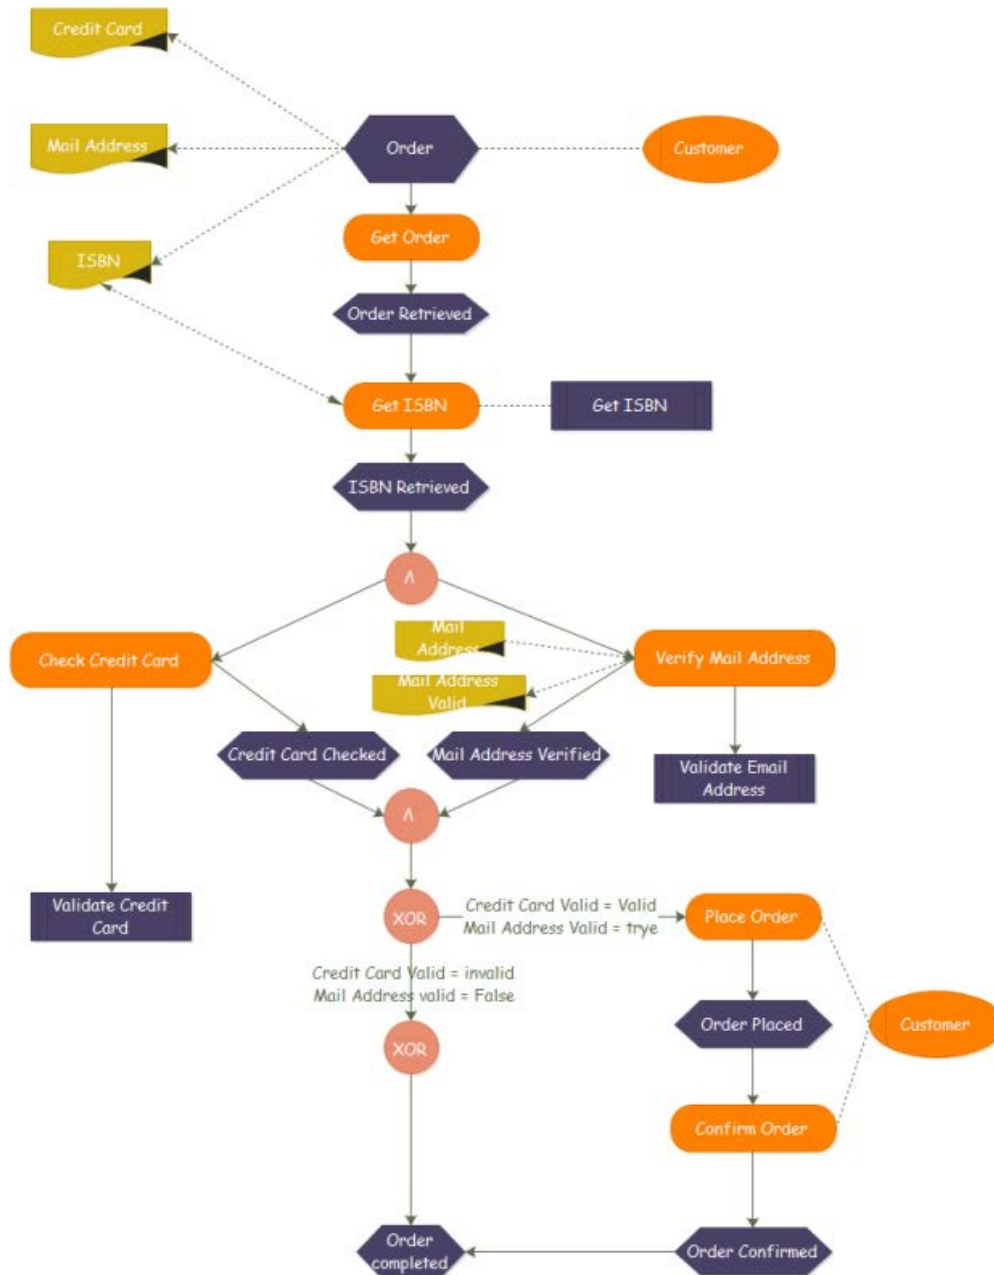 Credit Card
Mail Address
Order
Customer
Get Order
ISBN
Order Retrieved
Get ISBN
Get ISBN
ISBN Retrieved
Λ
Mail
Address
Check Credit Card
Verify Mail Address
Mail Address
Valid
Credit Card Checked
Mail Address Verified
Validate Email
Address
Λ
Validate Credit
Card
XOR
Credit Card Valid = Valid
Mail Address Valid = trye
Place Order
Credit Card Valid = invalid
Mail Address valid = False
Order Placed
Customer
XOR
Confirm Order
Order
completed
Order Confirmed